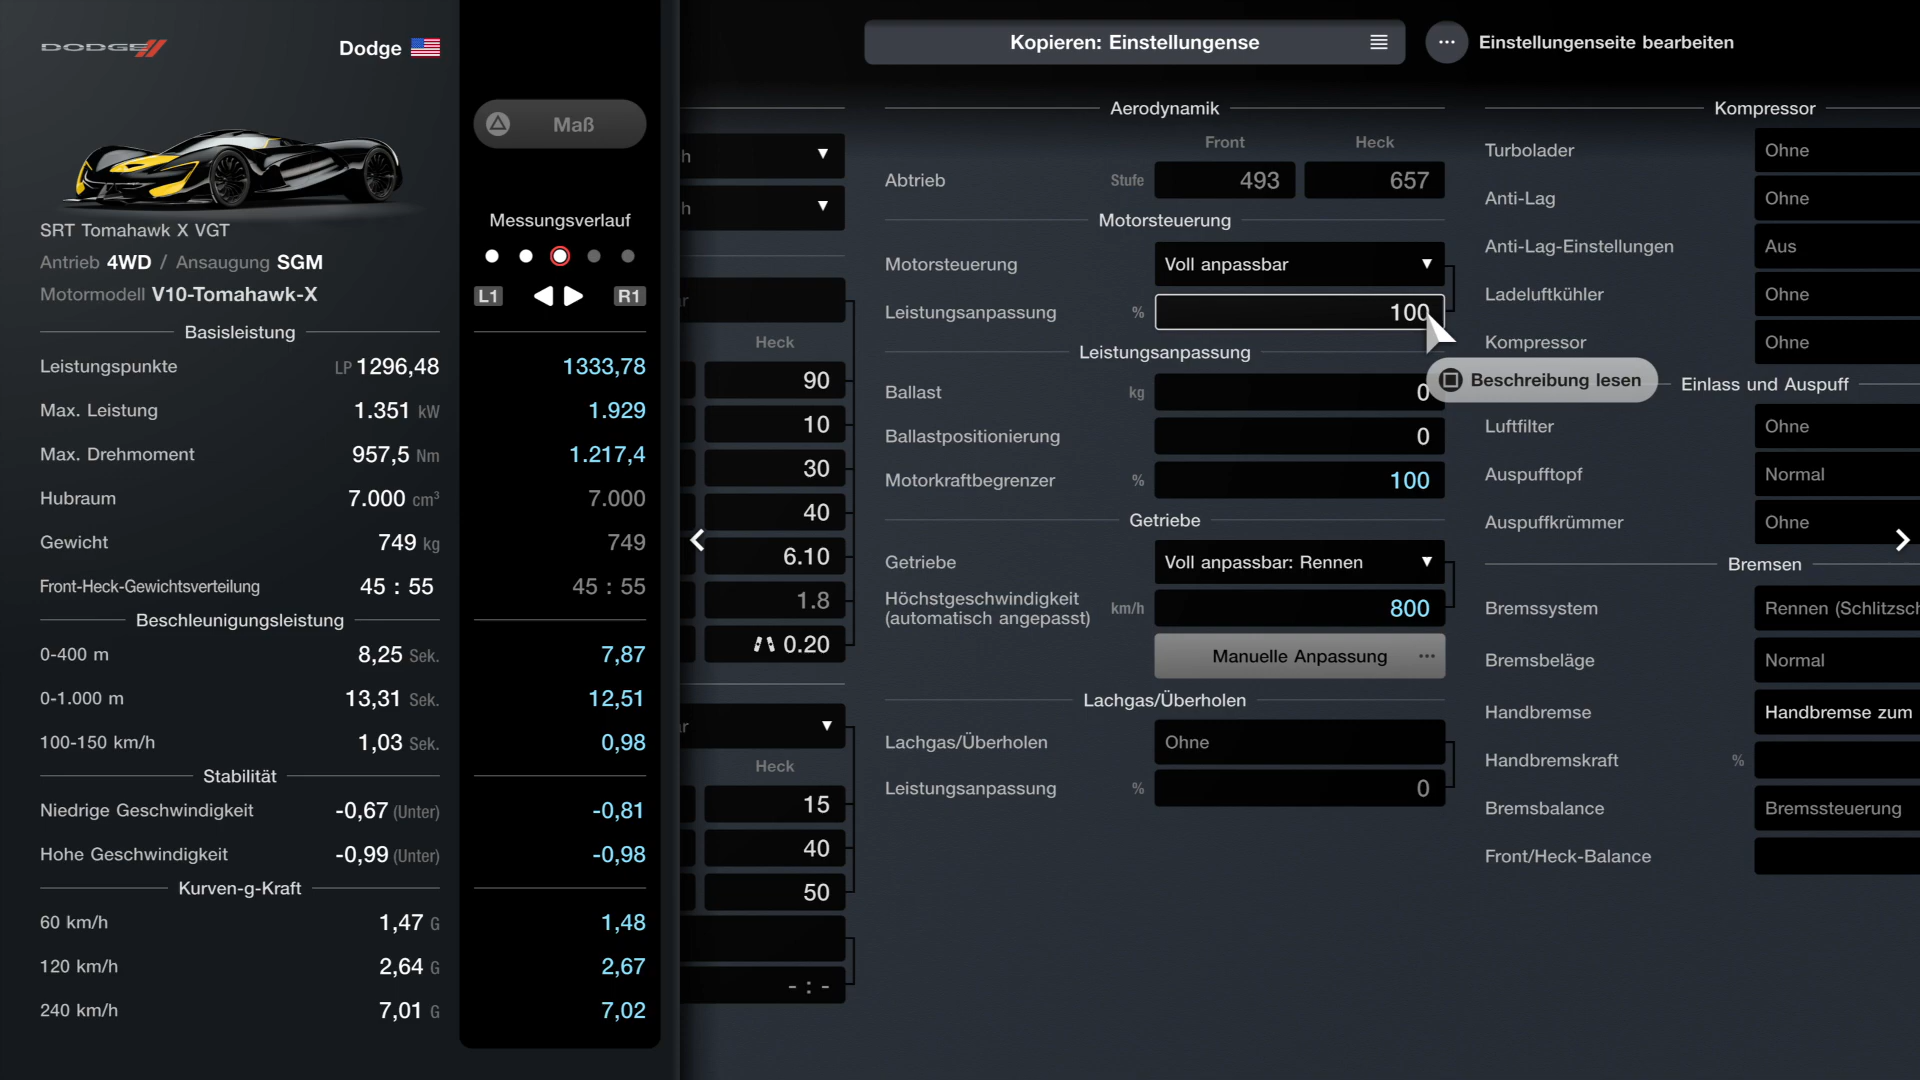 DODGE
Dodge
SRT Tomahawk X VGT
Antrieb 4WD / Ansaugung SGM
Motormodell V10-Tomahawk-X
Basisleistung
Leistungspunkte LP 1296,48
Max. Leistung 1.351 kW
Max. Drehmoment 957,5 Nm
Hubraum 7.000 cm³
Gewicht 749 kg
Front-Heck-Gewichtsverteilung 45 : 55
Beschleunigungsleistung
0-400 m 8,25 Sek.
0-1.000 m 13,31 Sek.
100-150 km/h 1,03 Sek.
Stabilität
Niedrige Geschwindigkeit -0,67 (Unter)
Hohe Geschwindigkeit -0,99 (Unter)
Kurven-g-Kraft
60 km/h 1,47 G
120 km/h 2,64 G
240 km/h 7,01 G
Maß
Messungsverlauf
L1 R1
1333,78
1.929
1.217,4
7.000
749
45 : 55
7,87
12,51
0,98
-0,81
-0,98
1,48
2,67
7,02
h
h
r
Heck
90
10
30
40
6.10
1.8
0.20
r
Heck
15
40
50
- : -
Kopieren: Einstellungense
Einstellungenseite bearbeiten
Aerodynamik
Front Heck
Abtrieb Stufe 493 657
Motorsteuerung
Motorsteuerung Voll anpassbar
Leistungsanpassung % 100
Leistungsanpassung
Ballast kg 0
Ballastpositionierung 0
Motorkraftbegrenzer % 100
Getriebe
Getriebe Voll anpassbar: Rennen
Höchstgeschwindigkeit
(automatisch angepasst) km/h 800
Manuelle Anpassung
Lachgas/Überholen
Lachgas/Überholen Ohne
Leistungsanpassung % 0
Kompressor
Turbolader Ohne
Anti-Lag Ohne
Anti-Lag-Einstellungen Aus
Ladeluftkühler Ohne
Kompressor Ohne
Beschreibung lesen
Einlass und Auspuff
Luftfilter Ohne
Auspufftopf Normal
Auspuffkrümmer Ohne
Bremsen
Bremssystem Rennen (Schlitzsch
Bremsbeläge Normal
Handbremse Handbremse zum
Handbremskraft %
Bremsbalance Bremssteuerung
Front/Heck-Balance